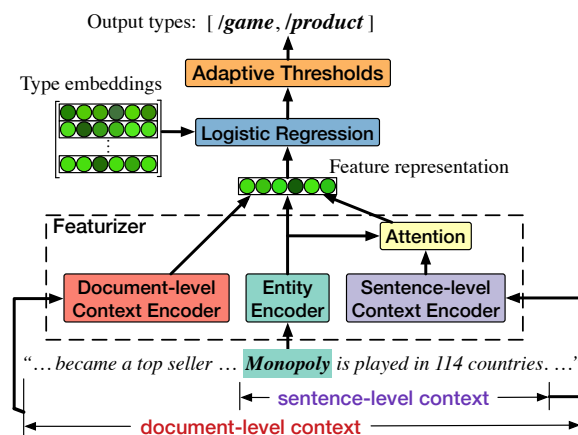 Output types: [ /game, /product ]
Adaptive Thresholds
Type embeddings
Logistic Regression
Feature representation
Featurizer
Attention
Document-level
Context Encoder
Entity
Encoder
Sentence-level
Context Encoder
“… became a top seller … Monopoly is played in 114 countries. …”
sentence-level context
document-level context